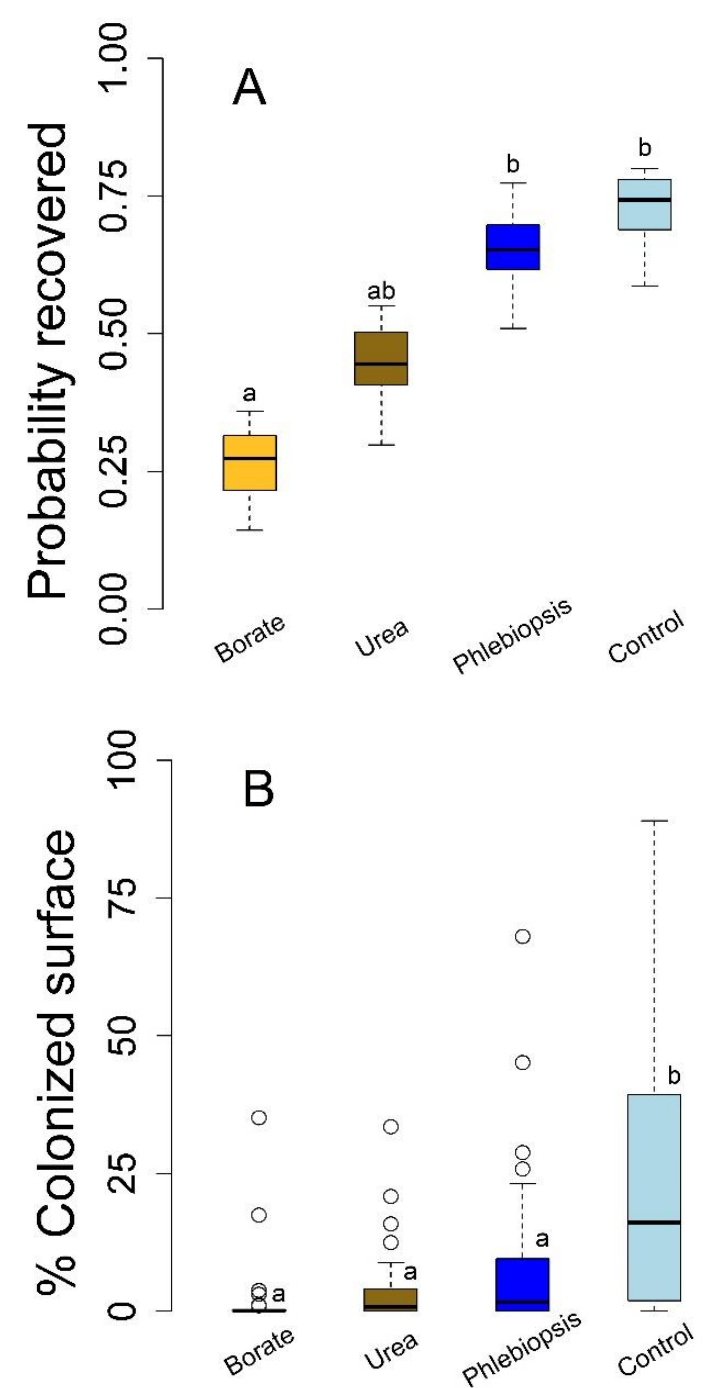 A
Probability recovered
1.00
0.75
0.50
0.25
0.00
a
ab
b
b
Borate
Urea
Phlebiopsis
Control
B
% Colonized surface
100
75
50
25
0
a
a
a
b
Borate
Urea
Phlebiopsis
Control